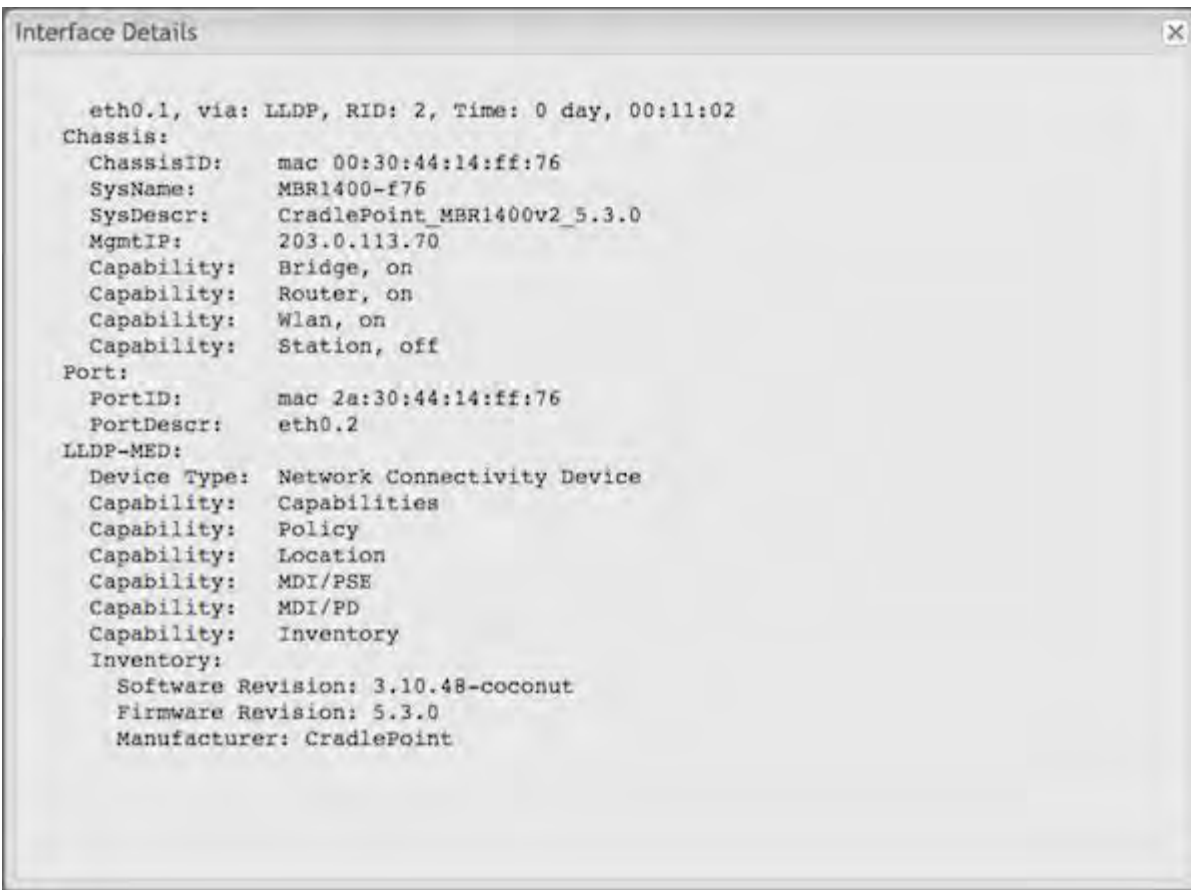 Interface Details
eth0.1, via: LLDP, RID: 2, Time: 0 day, 00:11:02
Chassis:
ChassisID: mac 00:30:44:14:ff:76
SysName: MBR1400-f76
SysDescr: CradlePoint_MBR1400v2_5.3.0
MgmtIP: 203.0.113.70
Capability: Bridge, on
Capability: Router, on
Capability: Wlan, on
Capability: Station, off
Port:
PortID: mac 2a:30:44:14:ff:76
PortDescr: eth0.2
LLDP-MED:
Device Type: Network Connectivity Device
Capability: Capabilities
Capability: Policy
Capability: Location
Capability: MDI/PSE
Capability: MDI/PD
Capability: Inventory
Inventory:
Software Revision: 3.10.48-coconut
Firmware Revision: 5.3.0
Manufacturer: CradlePoint